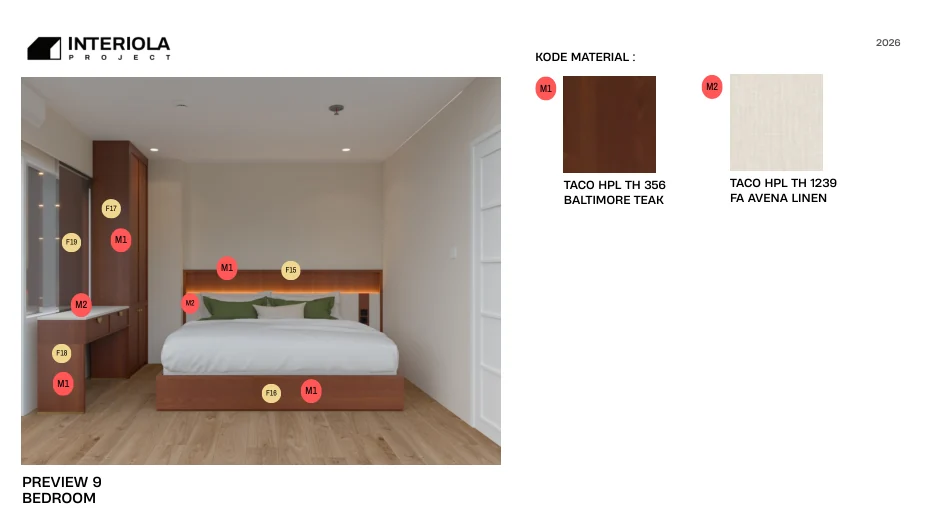 INTERIOLA
PROJECT
2026
KODE MATERIAL :
M1
M2
TACO HPL TH 356
BALTIMORE TEAK
TACO HPL TH 1239
FA AVENA LINEN
F17
F19
M1
M1
F15
M2
M2
F18
M1
F16
M1
PREVIEW 9
BEDROOM